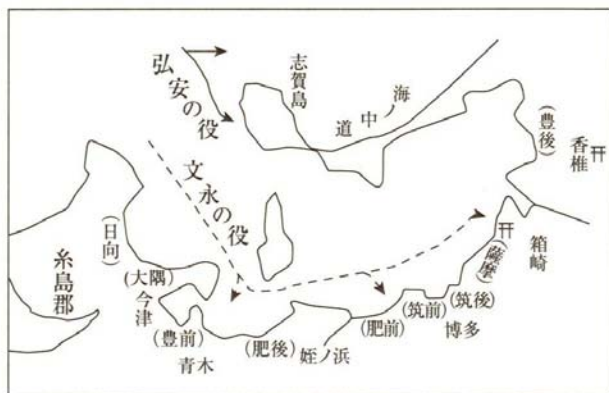 弘安の役
志賀島
海ノ中道
(豊後)
香椎
文永の役
(日向)
(大隅)
糸島郡
今津
(豊前)
青木
(肥後)
姪ノ浜
(肥前)
(筑前)
博多
(筑後)
(薩摩)
箱崎